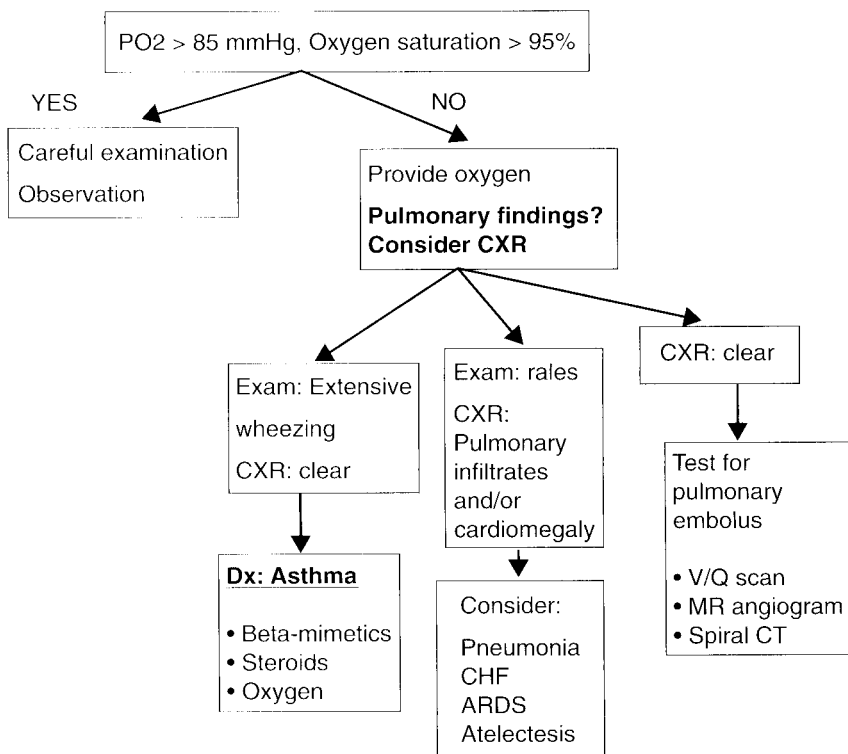 PO2 > 85 mmHg, Oxygen saturation > 95%
YES
NO
Careful examination
Observation
Provide oxygen
Pulmonary findings?
Consider CXR
Exam: Extensive
wheezing
CXR: clear
Exam: rales
CXR:
Pulmonary
infiltrates
and/or
cardiomegaly
CXR: clear
Dx: Asthma
• Beta-mimetics
• Steroids
• Oxygen
Consider:
Pneumonia
CHF
ARDS
Atelectesis
Test for
pulmonary
embolus
• V/Q scan
• MR angiogram
• Spiral CT